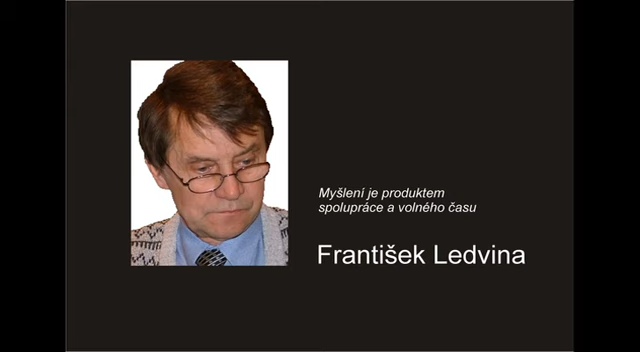 Myšlení je produktem
spolupráce a volného času
František Ledvina